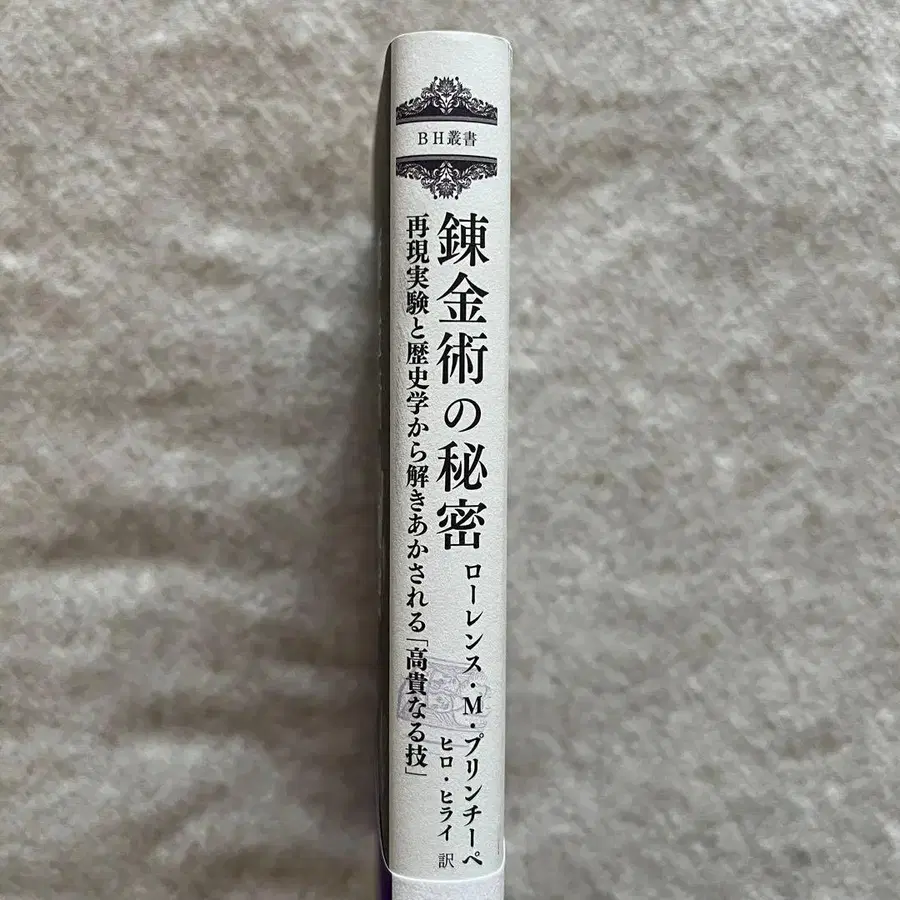 BH叢書
錬金術の秘密
再現実験と歴史学から解きあかされる「高貴なる技」
ローレンス・M・プリンチーペ
ヒロ・ヒライ 訳